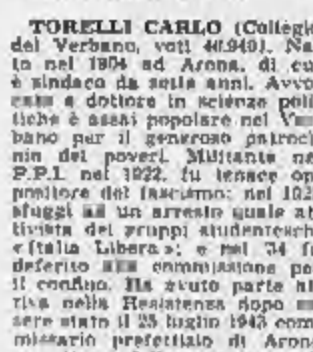 TORELLI CARLO (Collegio
del Verbano, voti 40.940). Na-
to nel 1904 ad Arona, di cu
è sindaco da sette anni. Avvo
cato e dottore in scienze poli
tiche è assai popolare nel
bano per il generoso patroci
nio dei poveri. Militante ne
P.P.I. nel 1922, fu tenace op
positore del fascismo: nel 192
sfuggì ad un arresto quale at
tivista dei gruppi studentesch
«Italia Libera»; e nel '34 fu
deferito alla commissione pe
il confino. Ha avuto parte at
tiva nella Resistenza dopo es
sere stato il 25 luglio 1943 com
missario prefettizio di Arona